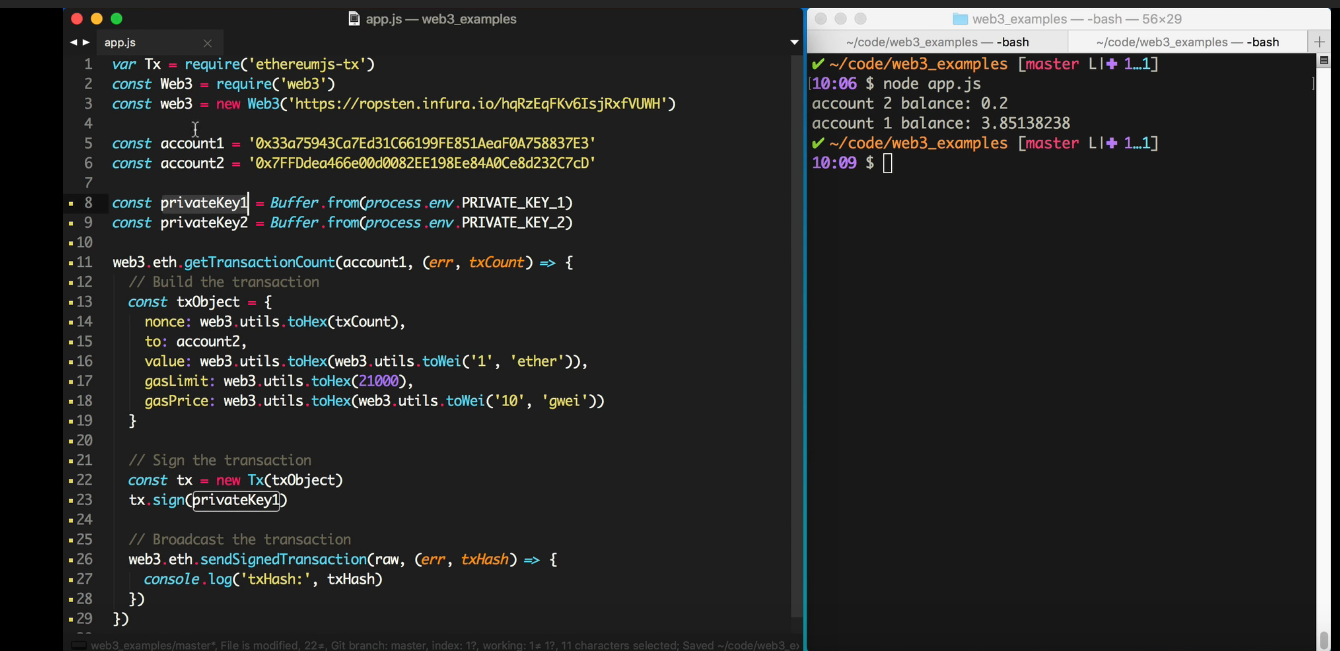 app.js — web3_examples
app.js
1 var Tx = require('ethereumjs-tx')
2 const Web3 = require('web3')
3 const web3 = new Web3('https://ropsten.infura.io/hqRzEqFKv6IsjRxfVUWH')
4
5 const account1 = '0x33a75943Ca7Ed31C66199FE851AeaF0A758837E3'
6 const account2 = '0x7FFDdea466e00d0082EE198Ee84A0Ce8d232C7cD'
7
8 const privateKey1 = Buffer.from(process.env.PRIVATE_KEY_1)
9 const privateKey2 = Buffer.from(process.env.PRIVATE_KEY_2)
10
11 web3.eth.getTransactionCount(account1, (err, txCount) => {
12 // Build the transaction
13 const txObject = {
14 nonce: web3.utils.toHex(txCount),
15 to: account2,
16 value: web3.utils.toHex(web3.utils.toWei('1', 'ether')),
17 gasLimit: web3.utils.toHex(21000),
18 gasPrice: web3.utils.toHex(web3.utils.toWei('10', 'gwei'))
19 }
20
21 // Sign the transaction
22 const tx = new Tx(txObject)
23 tx.sign(privateKey1)
24
25 // Broadcast the transaction
26 web3.eth.sendSignedTransaction(raw, (err, txHash) => {
27 console.log('txHash:', txHash)
28 })
29 })
web3_examples/master*, File is modified, 22≠, Git branch: master, index: 1?, working: 1≠ 1?, 11 characters selected; Saved ~/code/web3_e
web3_examples — -bash — 56×29
~/code/web3_examples — -bash
~/code/web3_examples — -bash
✔ ~/code/web3_examples [master L|✚ 1…1]
10:06 $ node app.js
account 2 balance: 0.2
account 1 balance: 3.85138238
✔ ~/code/web3_examples [master L|✚ 1…1]
10:09 $